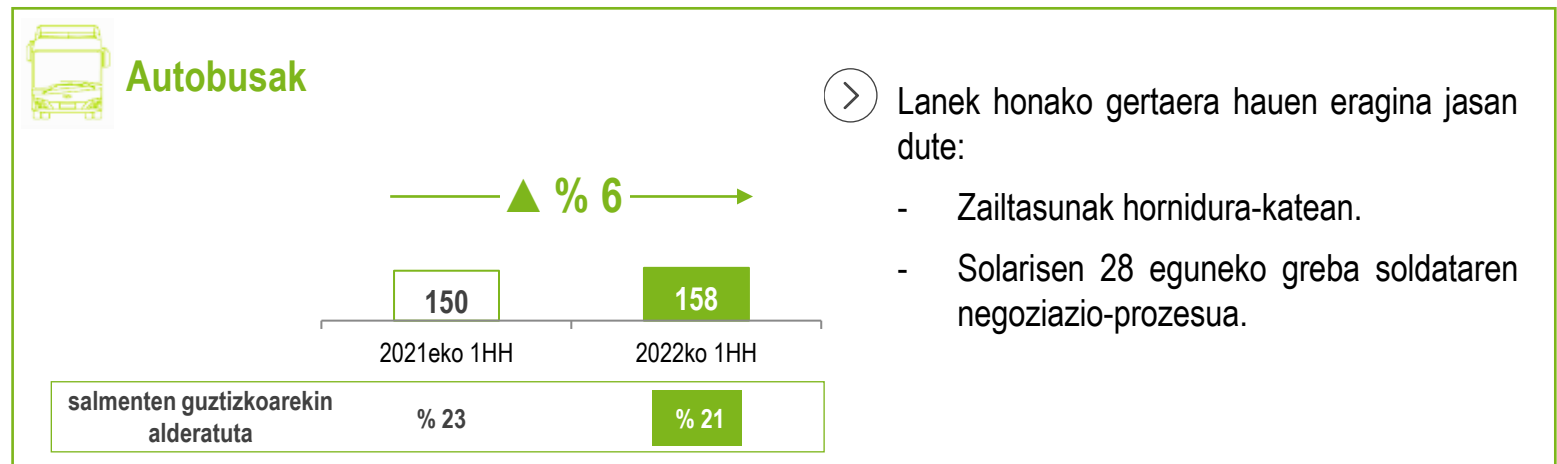 Autobusak
▲ % 6
150
158
2021eko 1HH
2022ko 1HH
salmenten guztizkoarekin
alderatuta
% 23
% 21
Lanek honako gertaera hauen eragina jasan
dute:
- Zailtasunak hornidura-katean.
- Solarisen 28 eguneko greba soldataren
negoziazio-prozesua.